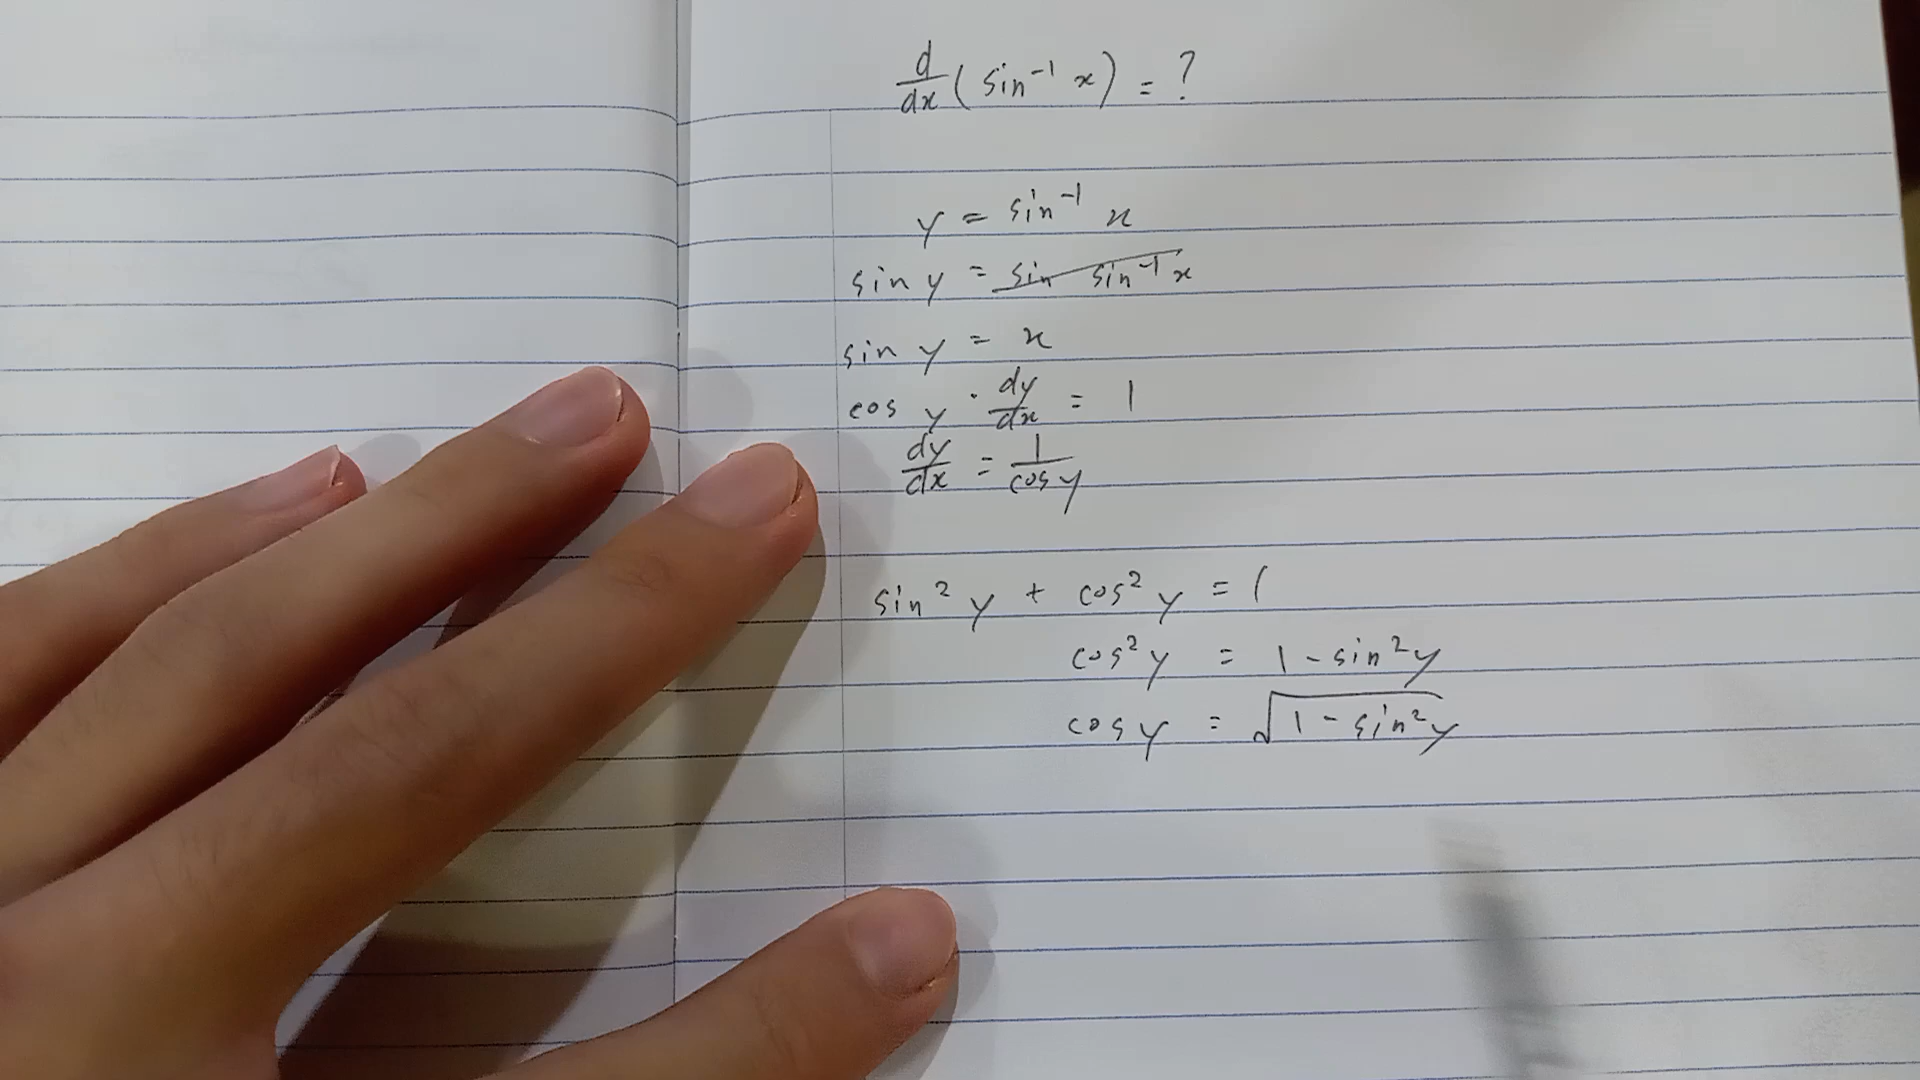 d/dx (sin⁻¹ x) = ?
y = sin⁻¹ x
sin y = sin sin⁻¹ x
sin y = x
cos y · dy/dx = 1
dy/dx = 1/cos y
sin² y + cos² y = 1
cos² y = 1 - sin² y
cos y = √(1 - sin² y)